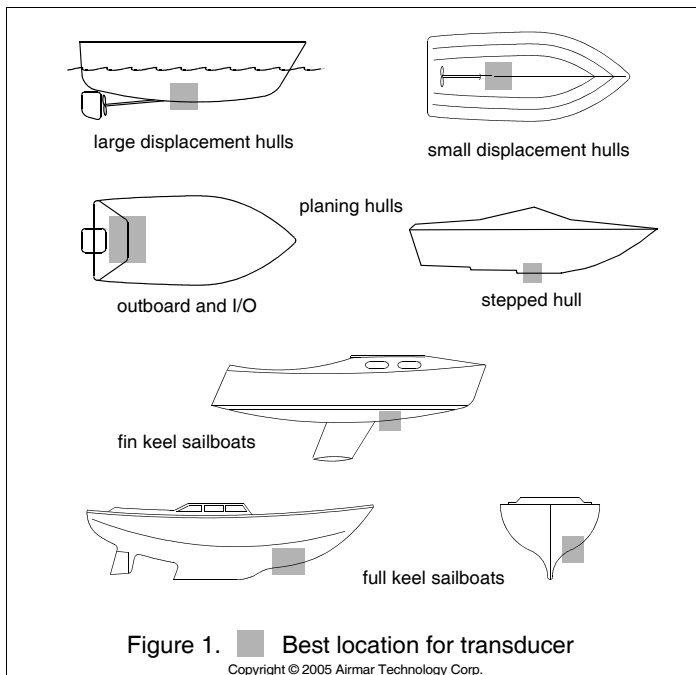 large displacement hulls
small displacement hulls
planing hulls
outboard and I/O
stepped hull
fin keel sailboats
full keel sailboats
Figure 1. Best location for transducer
Copyright © 2005 Airmar Technology Corp.